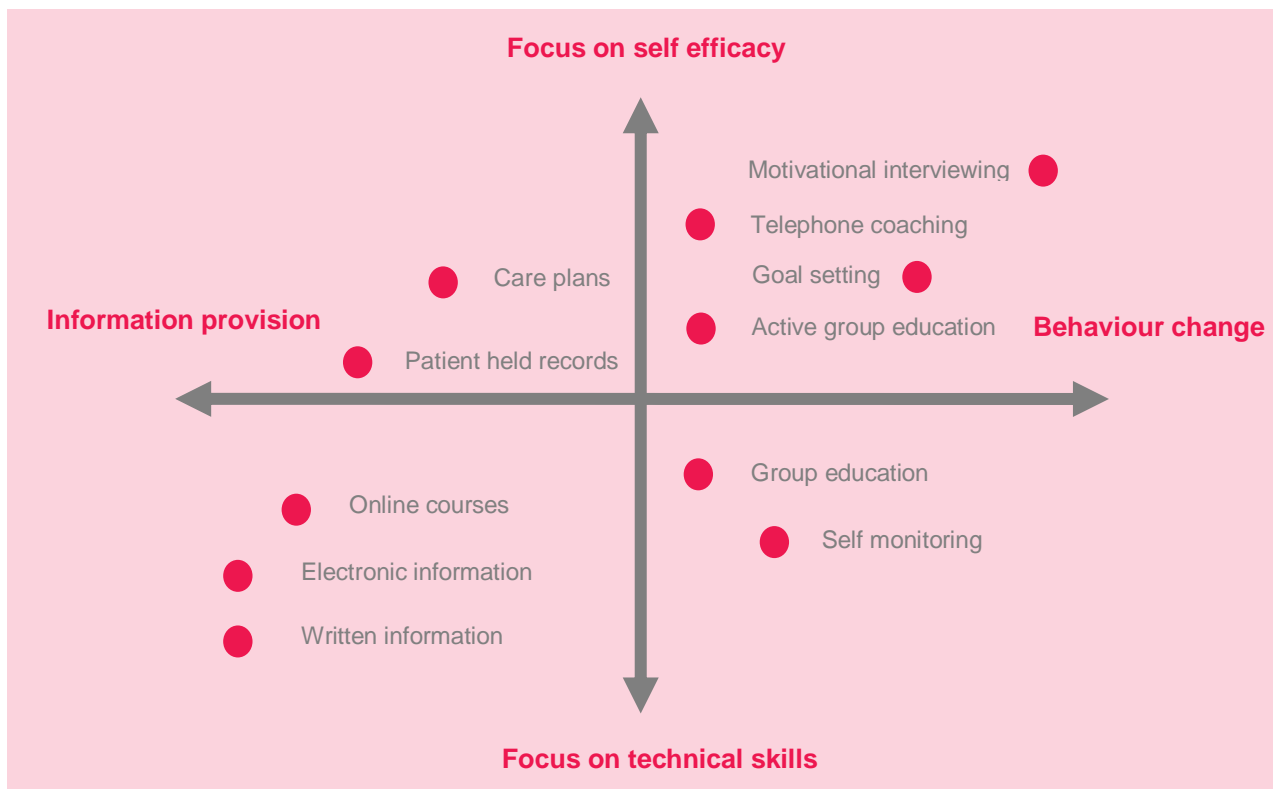 Focus on self efficacy
Motivational interviewing
Telephone coaching
Care plans
Goal setting
Information provision
Active group education
Behaviour change
Patient held records
Group education
Online courses
Self monitoring
Electronic information
Written information
Focus on technical skills